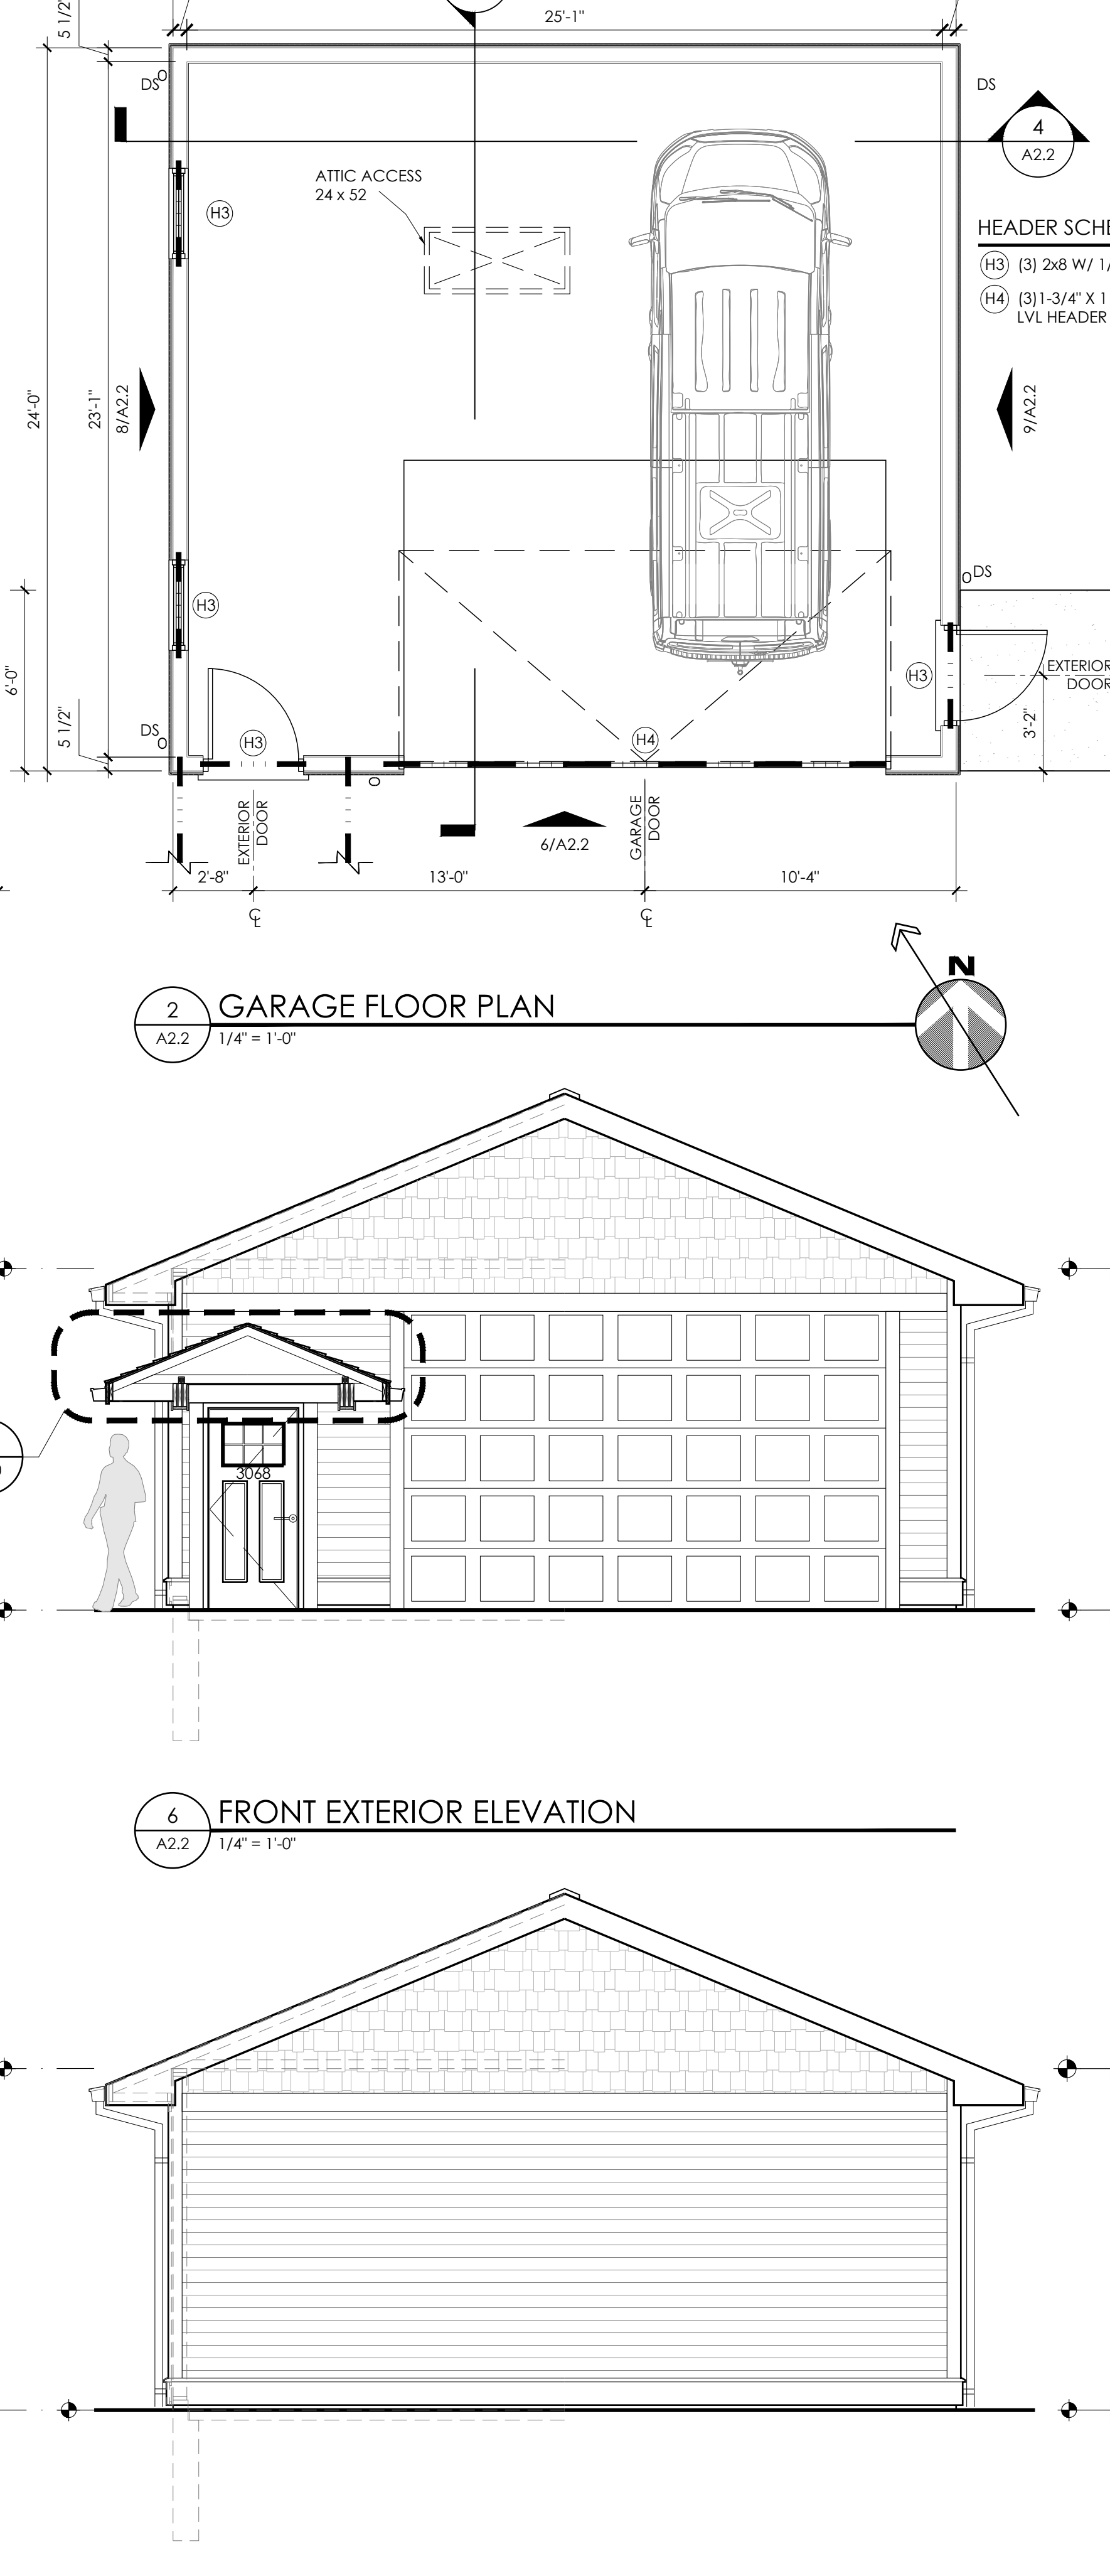 5 1/2"
25'-1"
DS
DS
4
A2.2
ATTIC ACCESS
24 x 52
H3
HEADER SCHE
H3 (3) 2x8 W/ 1/
H4 (3)1-3/4" X 1
LVL HEADER
24'-0"
23'-1"
8/A2.2
9/A2.2
DS
H3
6'-0"
5 1/2"
H3
EXTERIOR
DOOR
3'-2"
DS
H3
H4
EXTERIOR
DOOR
GARAGE
DOOR
6/A2.2
2'-8"
13'-0"
10'-4"
℄
℄
N
2
A2.2
GARAGE FLOOR PLAN
1/4" = 1'-0"
3068
6
A2.2
FRONT EXTERIOR ELEVATION
1/4" = 1'-0"